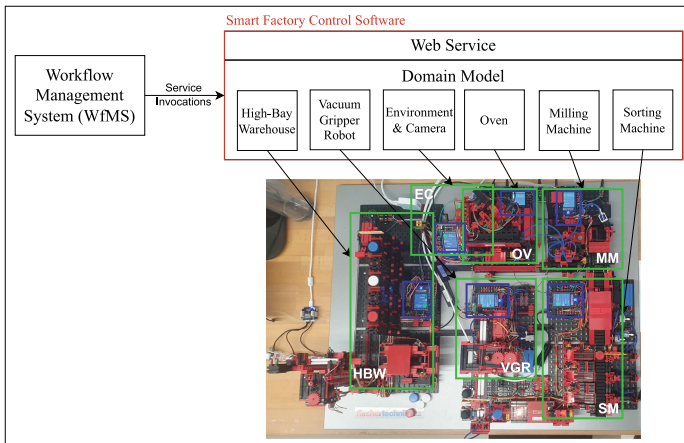 Smart Factory Control Software
Web Service
Domain Model
Workflow
Management
System (WfMS)
Service
Invocations
High-Bay
Warehouse
Vacuum
Gripper
Robot
Environment
& Camera
Oven
Milling
Machine
Sorting
Machine
EC
OV
MM
HBW
VGR
SM
fischertechnik